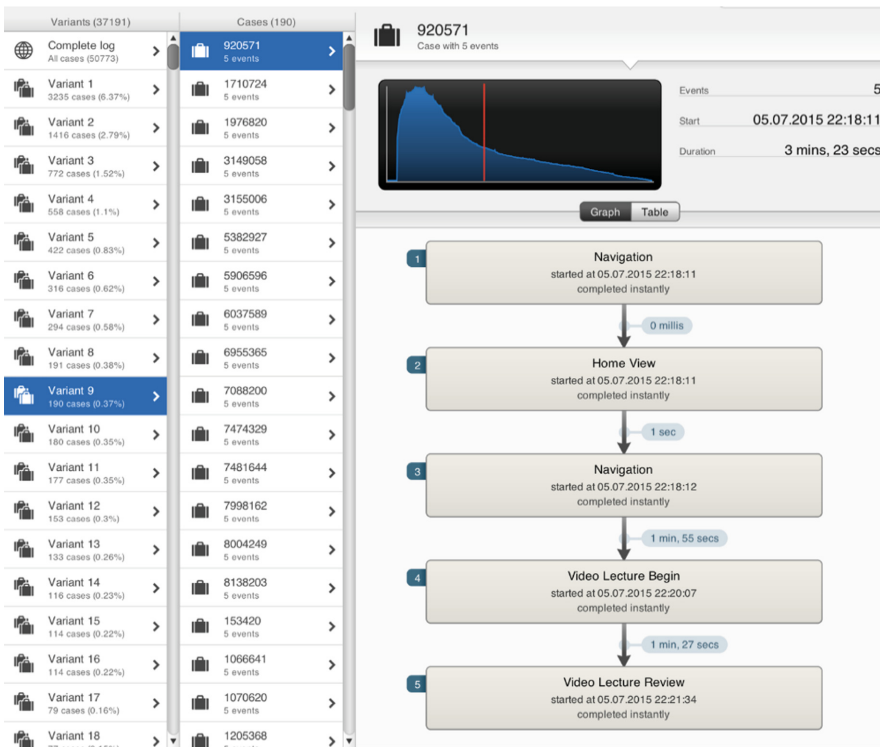 Variants (37191)
Complete log
All cases (50773)
Variant 1
3235 cases (6.37%)
Variant 2
1416 cases (2.79%)
Variant 3
772 cases (1.52%)
Variant 4
558 cases (1.1%)
Variant 5
422 cases (0.83%)
Variant 6
316 cases (0.62%)
Variant 7
294 cases (0.58%)
Variant 8
191 cases (0.38%)
Variant 9
190 cases (0.37%)
Variant 10
180 cases (0.35%)
Variant 11
177 cases (0.35%)
Variant 12
153 cases (0.3%)
Variant 13
133 cases (0.26%)
Variant 14
116 cases (0.23%)
Variant 15
114 cases (0.22%)
Variant 16
114 cases (0.22%)
Variant 17
79 cases (0.16%)
Variant 18
Cases (190)
920571
5 events
1710724
5 events
1976820
5 events
3149058
5 events
3155006
5 events
5382927
5 events
5906596
5 events
6037589
5 events
6955365
5 events
7088200
5 events
7474329
5 events
7481644
5 events
7998162
5 events
8004249
5 events
8138203
5 events
153420
5 events
1066641
5 events
1070620
5 events
1205368
920571
Case with 5 events
Events 5
Start 05.07.2015 22:18:11
Duration 3 mins, 23 secs
Graph Table
1
Navigation
started at 05.07.2015 22:18:11
completed instantly
0 millis
2
Home View
started at 05.07.2015 22:18:11
completed instantly
1 sec
3
Navigation
started at 05.07.2015 22:18:12
completed instantly
1 min, 55 secs
4
Video Lecture Begin
started at 05.07.2015 22:20:07
completed instantly
1 min, 27 secs
5
Video Lecture Review
started at 05.07.2015 22:21:34
completed instantly